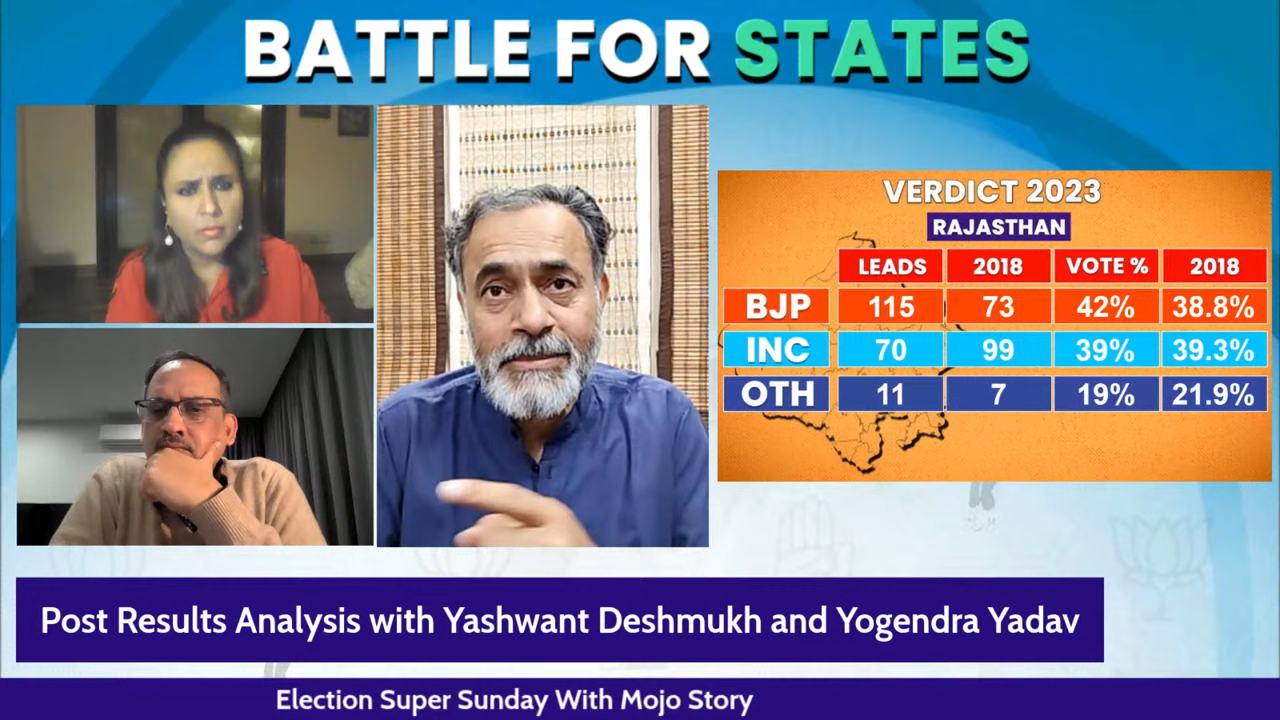 BATTLE FOR STATES
VERDICT 2023
RAJASTHAN
LEADS 2018 VOTE % 2018
BJP 115 73 42% 38.8%
INC 70 99 39% 39.3%
OTH 11 7 19% 21.9%
Post Results Analysis with Yashwant Deshmukh and Yogendra Yadav
Election Super Sunday With Mojo Story